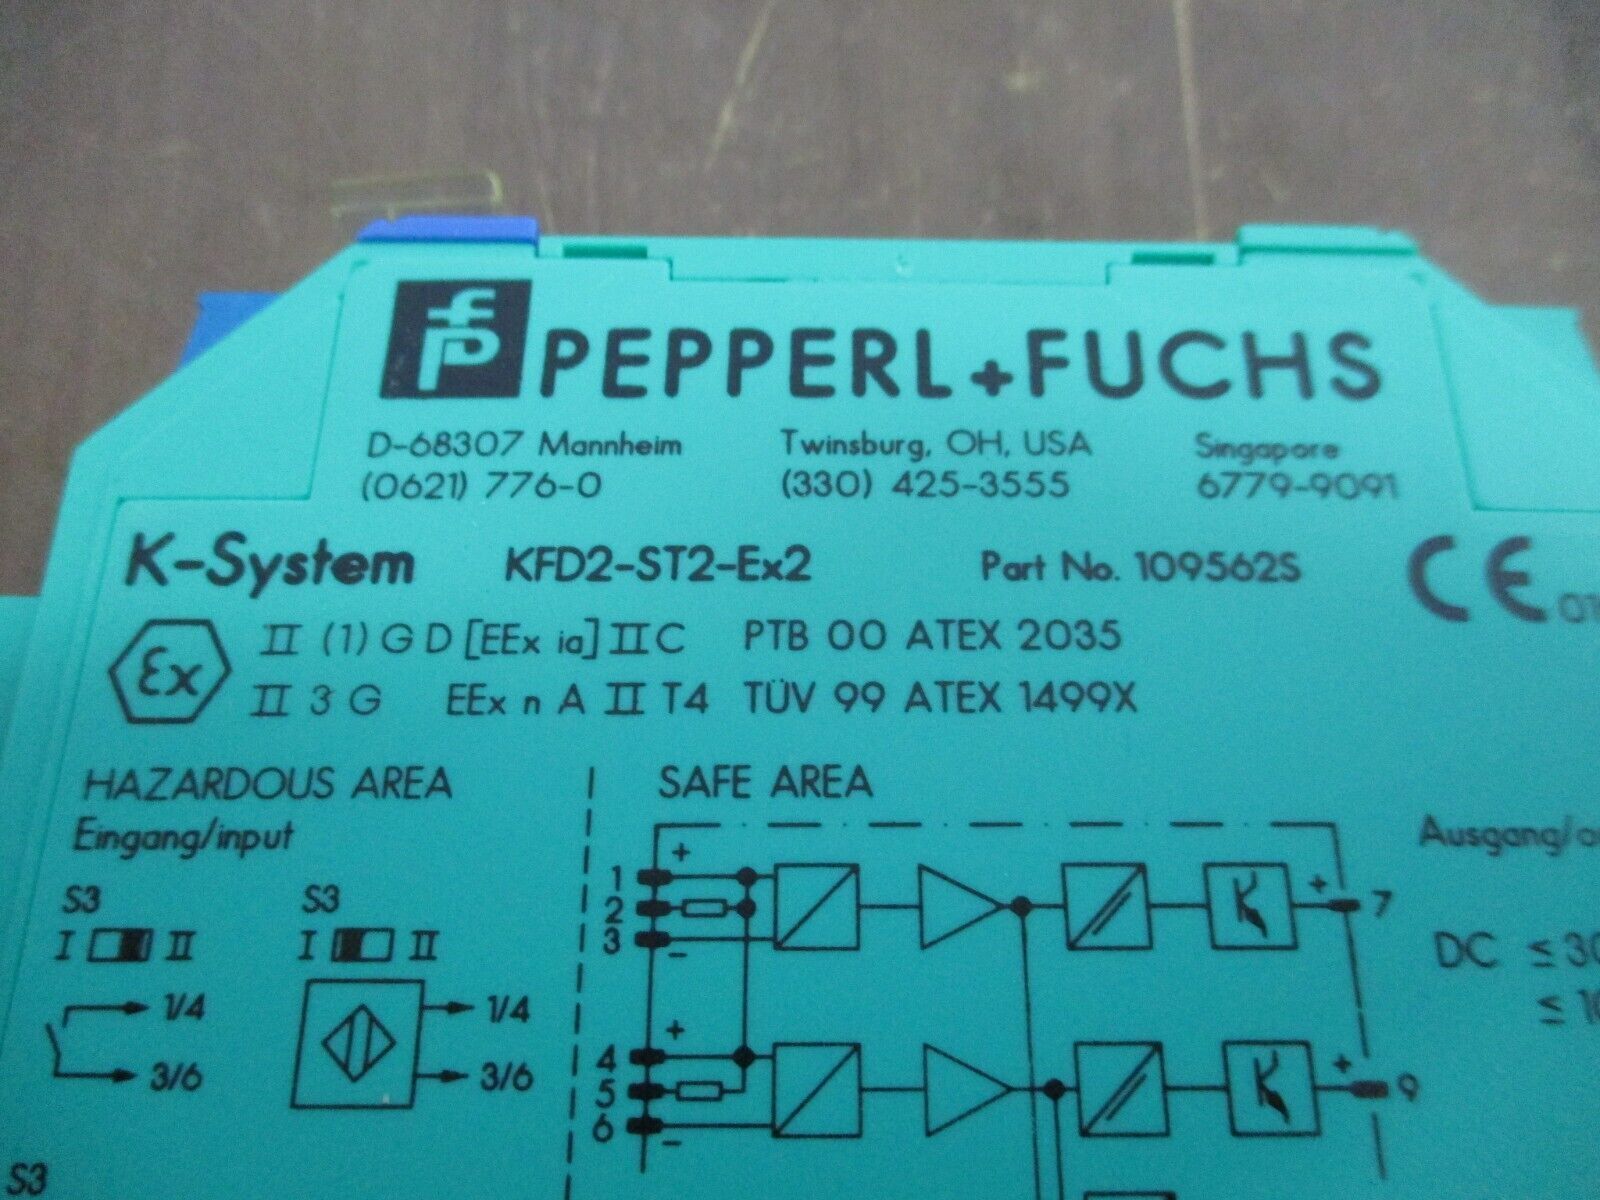 PEPPERL+FUCHS
D-68307 Mannheim Twinsburg, OH, USA Singapore
(0621) 776-0 (330) 425-3555 6779-9091
K-System KFD2-ST2-Ex2 Part No. 109562S CE
Ex II (1) G D [EEx ia] II C PTB 00 ATEX 2035
II 3 G EEx n A II T4 TÜV 99 ATEX 1499X
HAZARDOUS AREA SAFE AREA
Eingang/input
S3 S3
I II I II
1/4 1/4
3/6 3/6
+
1
2
3
-
+
4
5
6
-
+ 7
+ 9
DC ≤
≤
S3